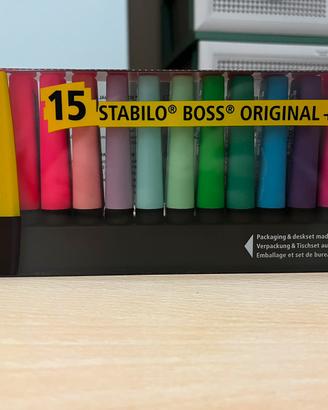 15 STABILO® BOSS® ORIGINAL
Packaging & deskset mad
Verpackung & Tischset au
Emballage et set de bure